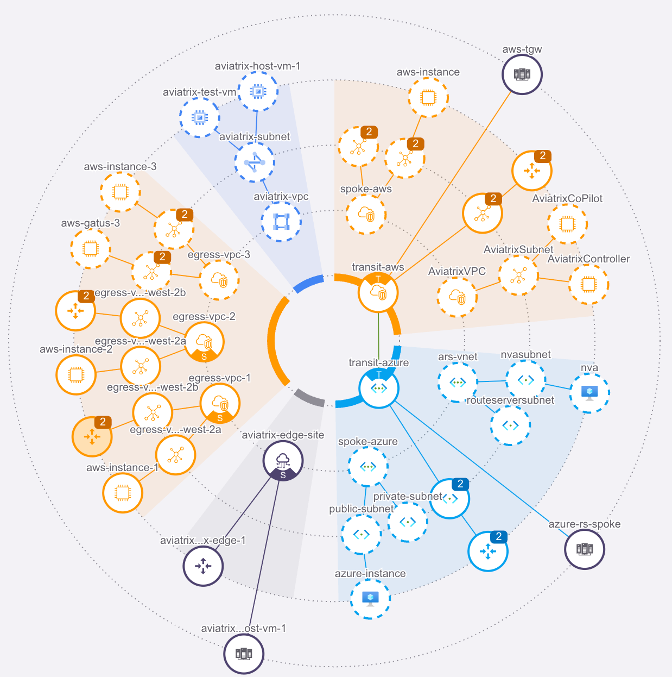 aws-tgw
aviatrix-host-vm-1
aws-instance
aviatrix-test-vm
2
2
aviatrix-subnet
2
aws-instance-3
spoke-aws
aviatrix-vpc
AviatrixCoPilot
2
2
aws-gatus-3
egress-vpc-3
AviatrixSubnet
2
AviatrixController
transit-aws
T
AviatrixVPC
2
egress-v...-west-2b
egress-vpc-2
egress-v...-west-2a
S
aws-instance-2
transit-azure
T
ars-vnet
nvasubnet
nva
egress-vpc-1
egress-v...-west-2b
routeserversubnet
S
2
egress-v...-west-2a
aviatrix-edge-site
spoke-azure
aws-instance-1
S
2
private-subnet
public-subnet
azure-rs-spoke
2
aviatrix...x-edge-1
azure-instance
aviatrix...ost-vm-1